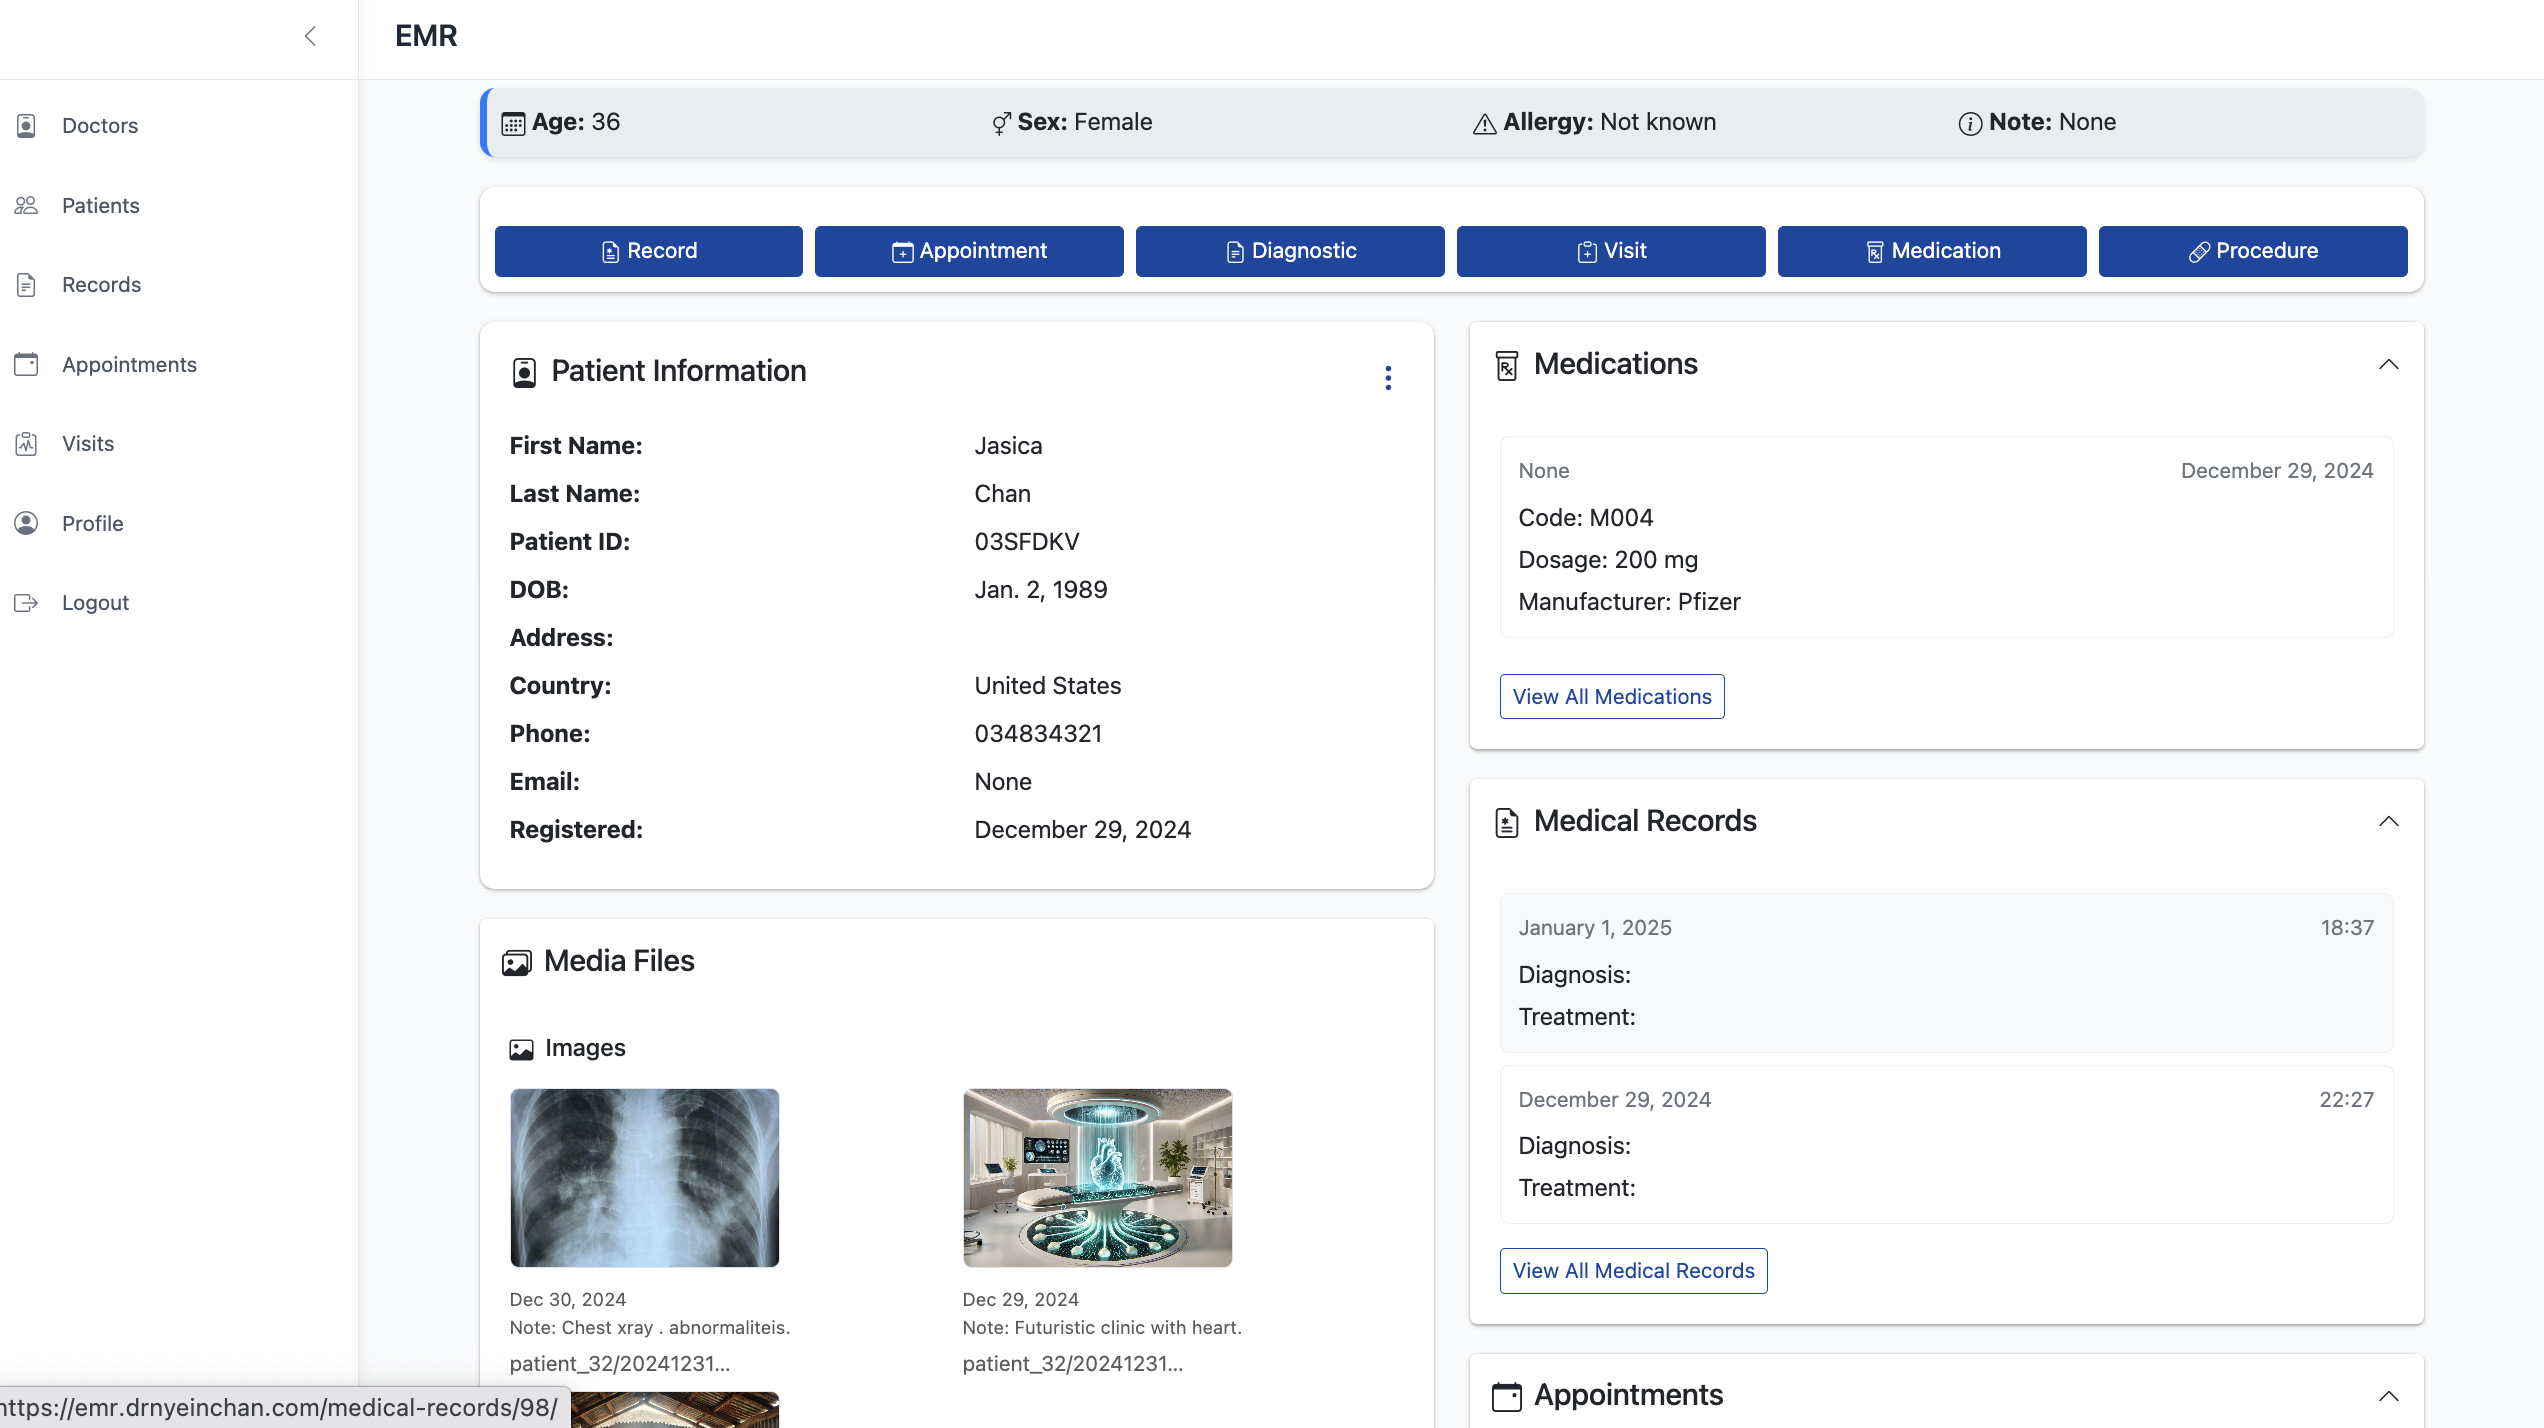 EMR
Doctors
Patients
Records
Appointments
Visits
Profile
Logout
Age: 36
Sex: Female
Allergy: Not known
Note: None
Record
Appointment
Diagnostic
Visit
Medication
Procedure
Patient Information
First Name: Jasica
Last Name: Chan
Patient ID: 03SFDKV
DOB: Jan. 2, 1989
Address:
Country: United States
Phone: 034834321
Email: None
Registered: December 29, 2024
Media Files
Images
Dec 30, 2024
Note: Chest xray . abnormaliteis.
patient_32/20241231...
Dec 29, 2024
Note: Futuristic clinic with heart.
patient_32/20241231...
Medications
None December 29, 2024
Code: M004
Dosage: 200 mg
Manufacturer: Pfizer
View All Medications
Medical Records
January 1, 2025 18:37
Diagnosis:
Treatment:
December 29, 2024 22:27
Diagnosis:
Treatment:
View All Medical Records
Appointments
https://emr.drnyeinchan.com/medical-records/98/